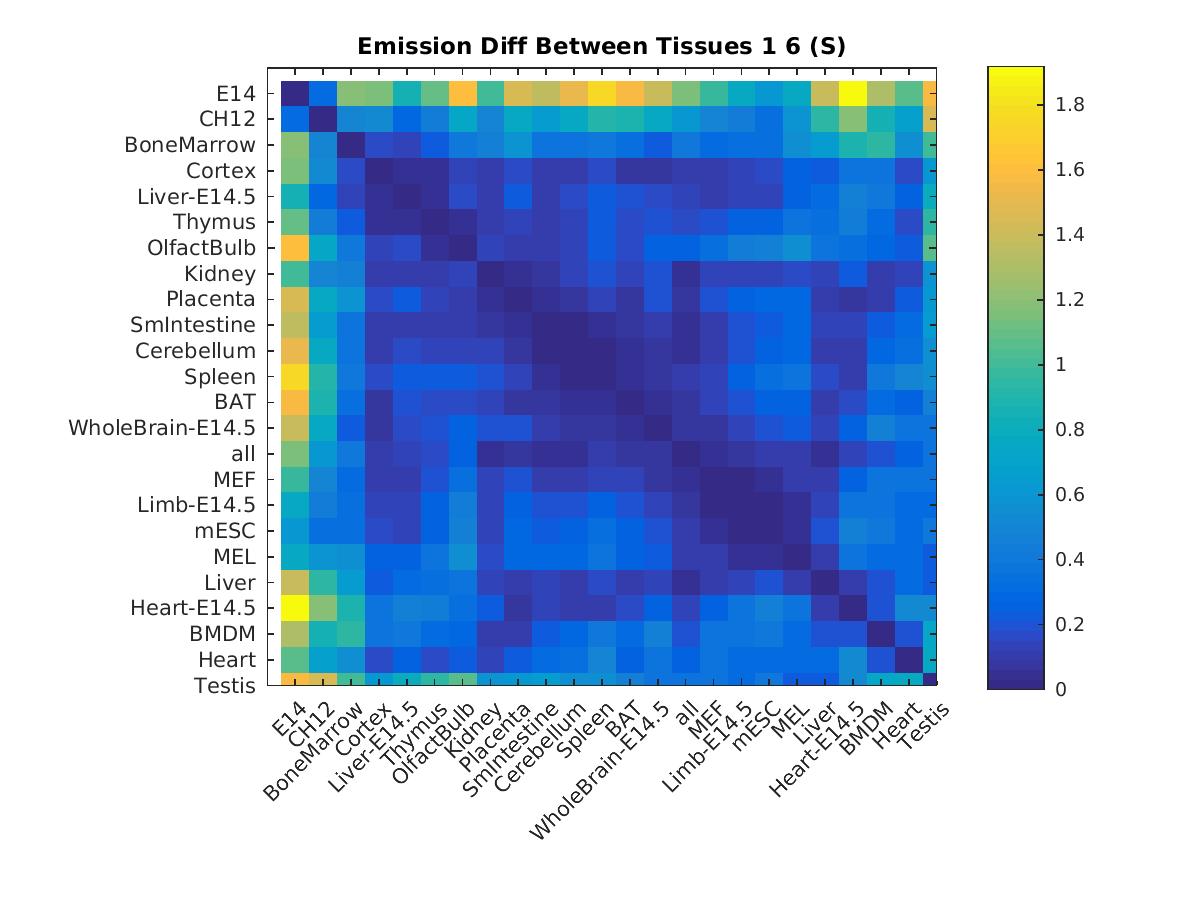 Emission Diff Between Tissues 1 6 (S)
E14
CH12
BoneMarrow
Cortex
Liver-E14.5
Thymus
OlfactBulb
Kidney
Placenta
SmIntestine
Cerebellum
Spleen
BAT
WholeBrain-E14.5
all
MEF
Limb-E14.5
mESC
MEL
Liver
Heart-E14.5
BMDM
Heart
Testis
E14
CH12
BoneMarrow
Cortex
Liver-E14.5
Thymus
OlfactBulb
Kidney
Placenta
SmIntestine
Cerebellum
Spleen
BAT
WholeBrain-E14.5
all
MEF
Limb-E14.5
mESC
MEL
Liver
Heart-E14.5
BMDM
Heart
Testis
1.8
1.6
1.4
1.2
1
0.8
0.6
0.4
0.2
0